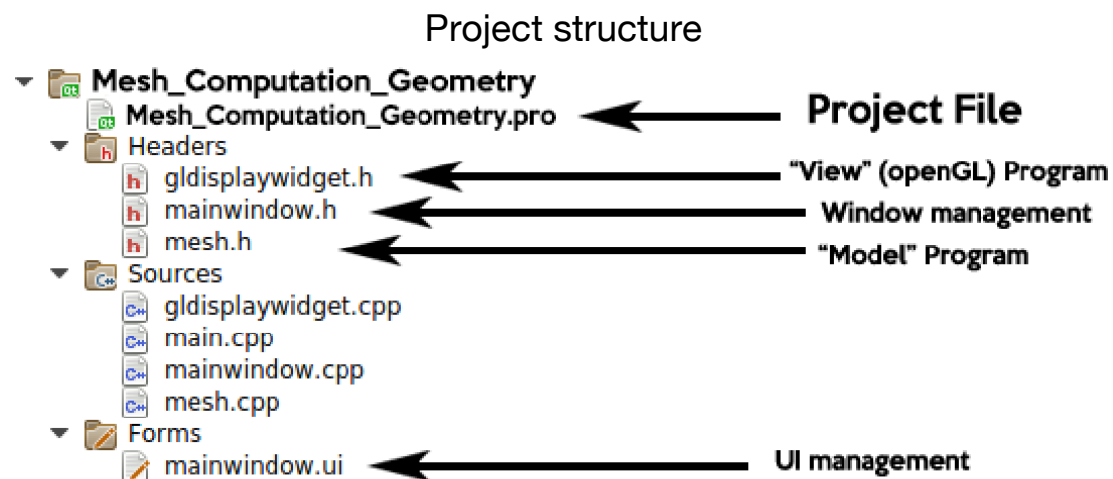 Project structure
Mesh_Computation_Geometry
Mesh_Computation_Geometry.pro Project File
Headers
gldisplaywidget.h "View" (openGL) Program
mainwindow.h Window management
mesh.h "Model" Program
Sources
gldisplaywidget.cpp
main.cpp
mainwindow.cpp
mesh.cpp
Forms
mainwindow.ui UI management